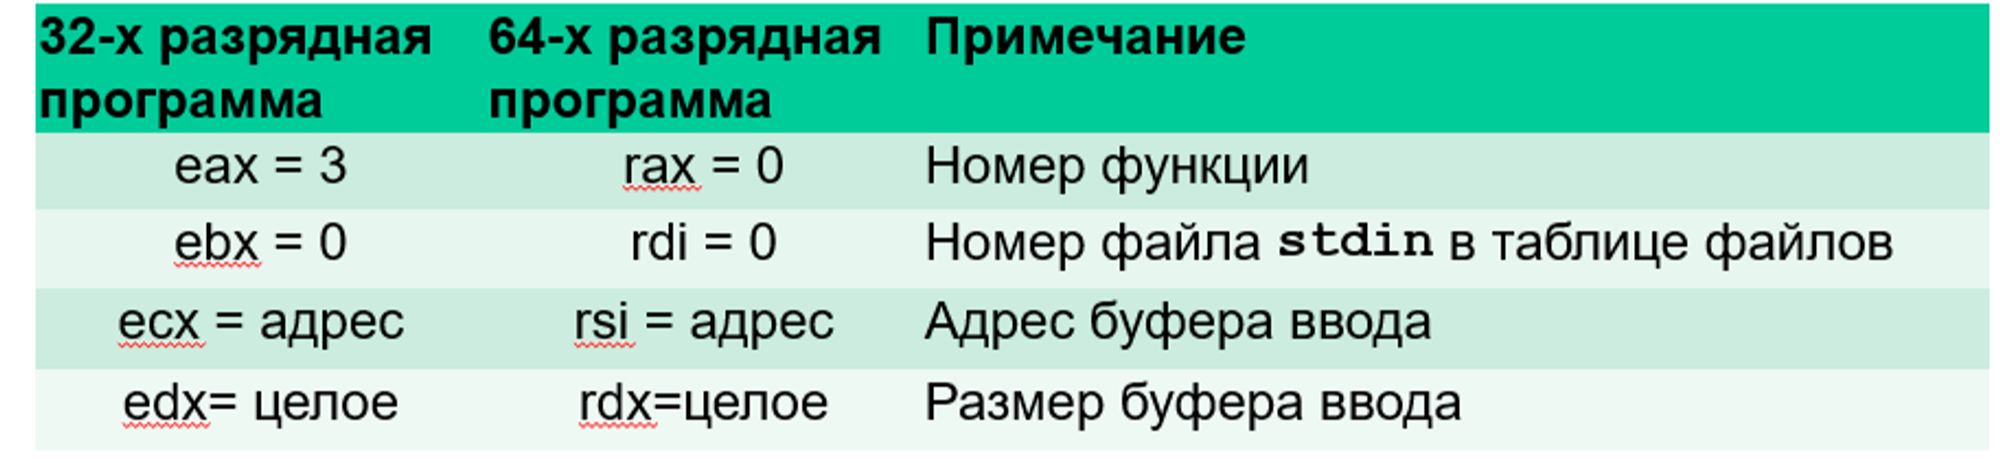 32-х разрядная программа 64-х разрядная программа Примечание
eax = 3 rax = 0 Номер функции
ebx = 0 rdi = 0 Номер файла stdin в таблице файлов
ecx = адрес rsi = адрес Адрес буфера ввода
edx= целое rdx=целое Размер буфера ввода